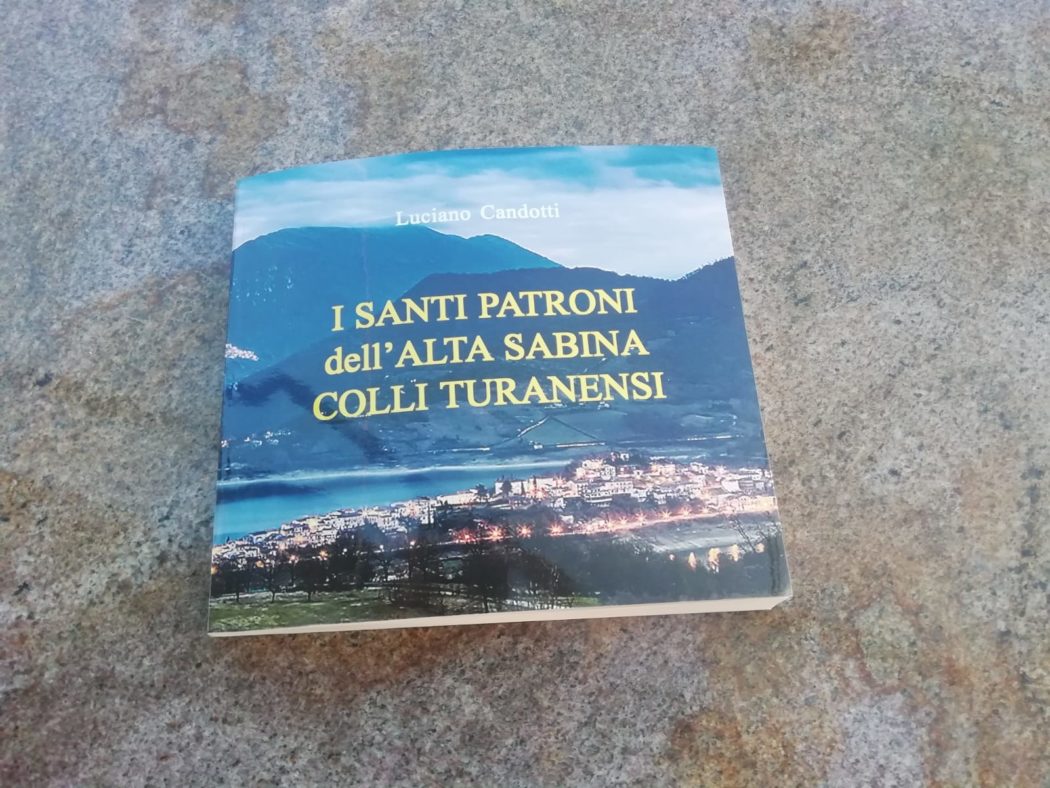 Luciano Candotti
I SANTI PATRONI
dell'ALTA SABINA
COLLI TURANENSI